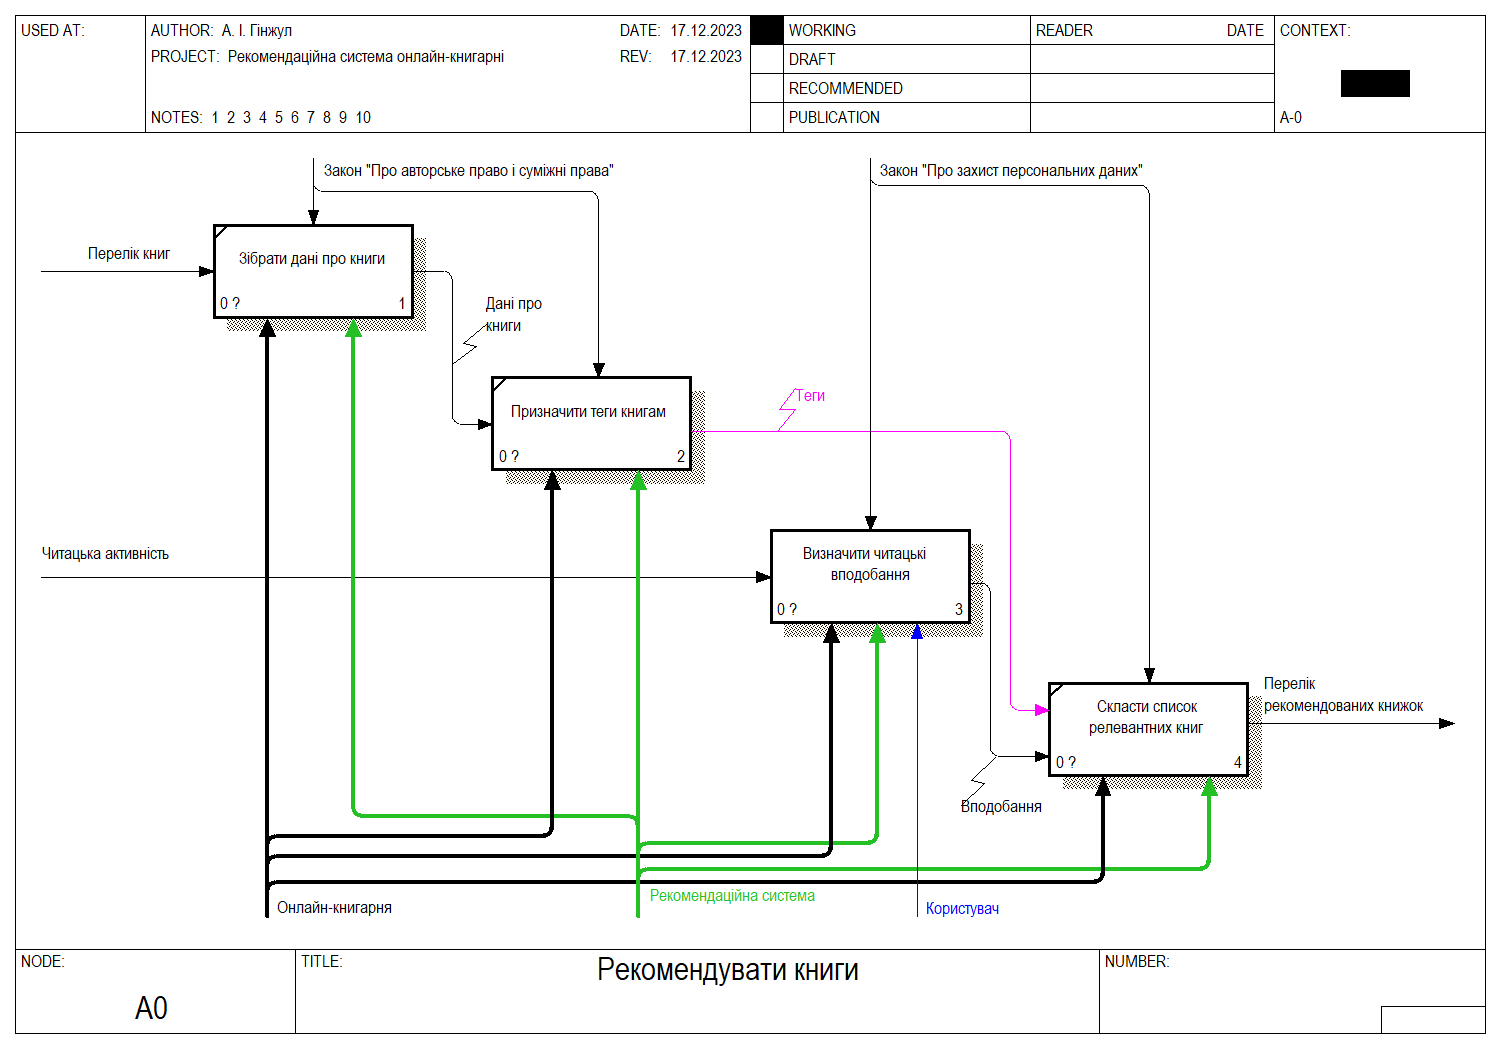 USED AT:
AUTHOR: А. І. Гінжул
DATE: 17.12.2023
PROJECT: Рекомендаційна система онлайн-книгарні
REV: 17.12.2023
NOTES: 1 2 3 4 5 6 7 8 9 10
WORKING
DRAFT
RECOMMENDED
PUBLICATION
READER DATE
CONTEXT:
A-0
Закон "Про авторське право і суміжні права"
Закон "Про захист персональних даних"
Перелік книг
Зібрати дані про книги
0 ? 1
Дані про
книги
Призначити теги книгам
0 ? 2
Теги
Читацька активність
Визначити читацькі
вподобання
0 ? 3
Скласти список
релевантних книг
0 ? 4
Перелік
рекомендованих книжок
Вподобання
Онлайн-книгарня
Рекомендаційна система
Користувач
NODE:
A0
TITLE:
Рекомендувати книги
NUMBER: